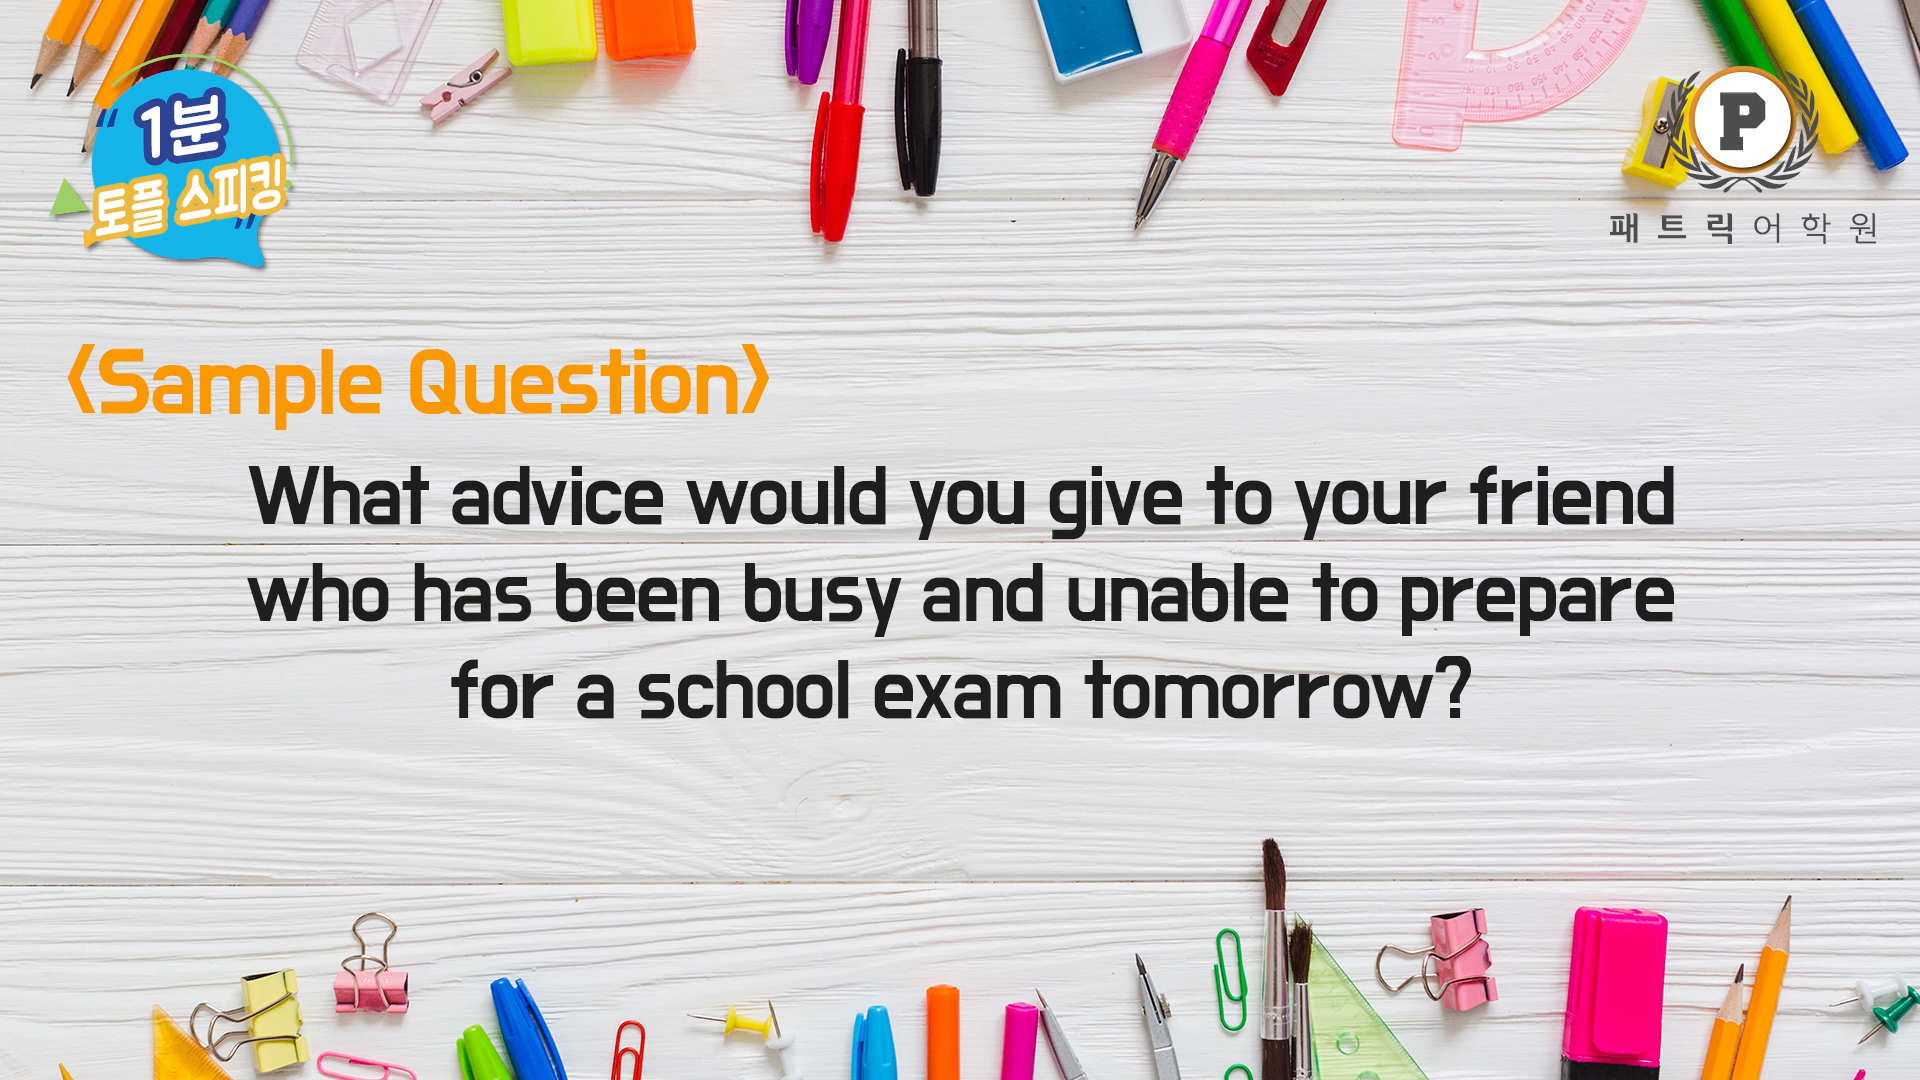 1분
토플 스피킹
P
패트릭어학원
<Sample Question>
What advice would you give to your friend
who has been busy and unable to prepare
for a school exam tomorrow?